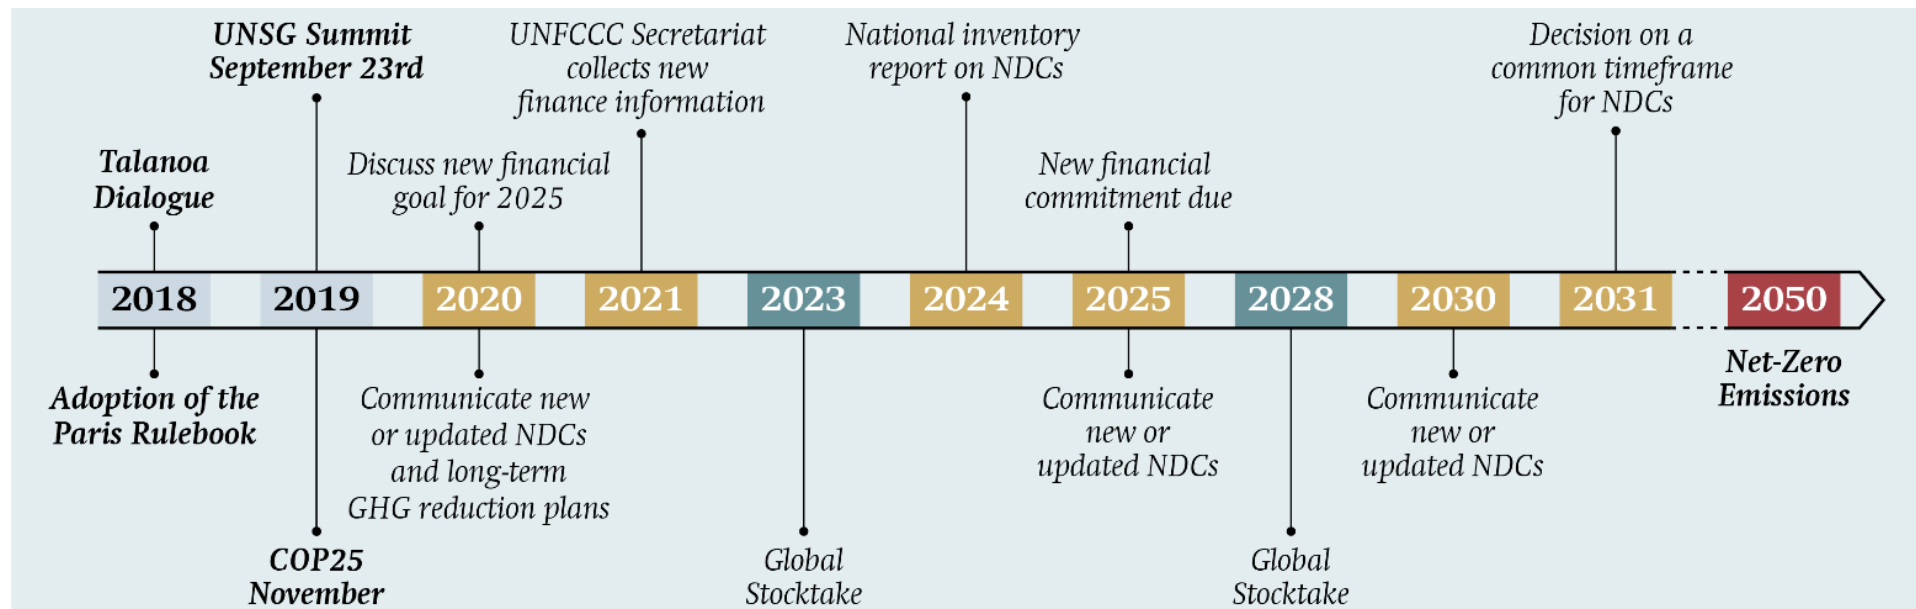 UNSG Summit
September 23rd
UNFCCC Secretariat
collects new
finance information
National inventory
report on NDCs
Decision on a
common timeframe
for NDCs
Talanoa
Dialogue
Discuss new financial
goal for 2025
New financial
commitment due
2018
2019
2020
2021
2023
2024
2025
2028
2030
2031
2050
Adoption of the
Paris Rulebook
Communicate new
or updated NDCs
and long-term
GHG reduction plans
Communicate
new or
updated NDCs
Communicate
new or
updated NDCs
Net-Zero
Emissions
COP25
November
Global
Stocktake
Global
Stocktake